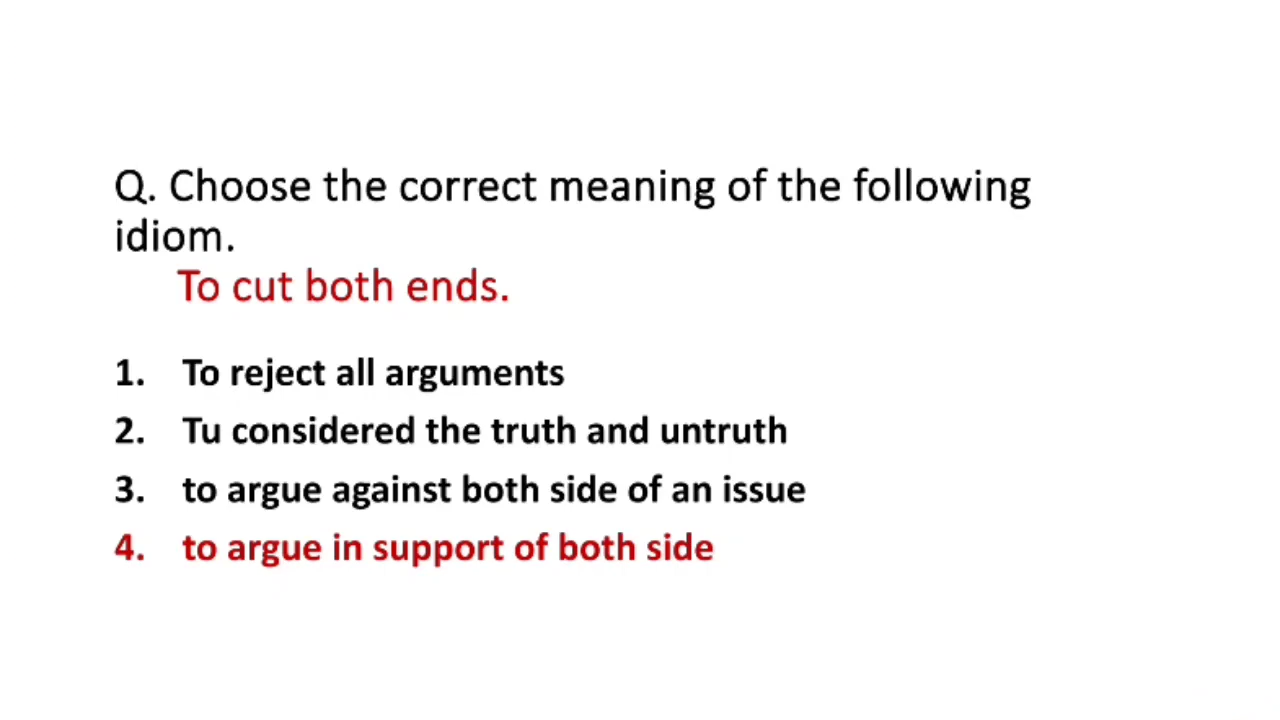 Q. Choose the correct meaning of the following
idiom.
To cut both ends.
1. To reject all arguments
2. Tu considered the truth and untruth
3. to argue against both side of an issue
4. to argue in support of both side